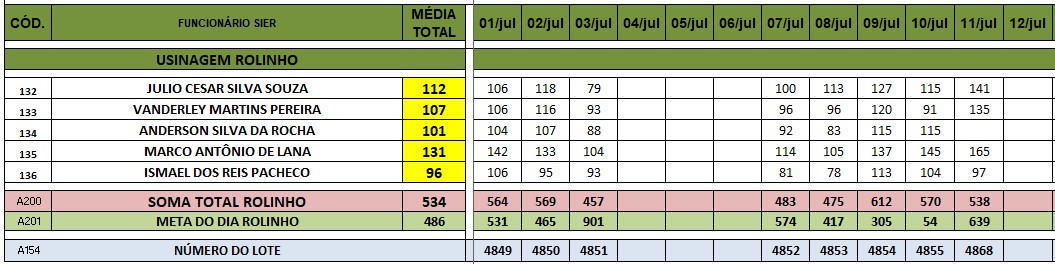 CÓD. FUNCIONÁRIO SIER MÉDIA TOTAL 01/jul 02/jul 03/jul 04/jul 05/jul 06/jul 07/jul 08/jul 09/jul 10/jul 11/jul 12/jul
USINAGEM ROLINHO
132 JULIO CESAR SILVA SOUZA 112 106 118 79 100 113 127 115 141
133 VANDERLEY MARTINS PEREIRA 107 106 116 93 96 96 120 91 135
134 ANDERSON SILVA DA ROCHA 101 104 107 88 92 83 115 115
135 MARCO ANTÔNIO DE LANA 131 142 133 104 114 105 137 145 165
136 ISMAEL DOS REIS PACHECO 96 106 95 93 81 78 113 104 97
A200 SOMA TOTAL ROLINHO 534 564 569 457 483 475 612 570 538
A201 META DO DIA ROLINHO 486 531 465 901 574 417 305 54 639
A154 NÚMERO DO LOTE 4849 4850 4851 4852 4853 4854 4855 4868